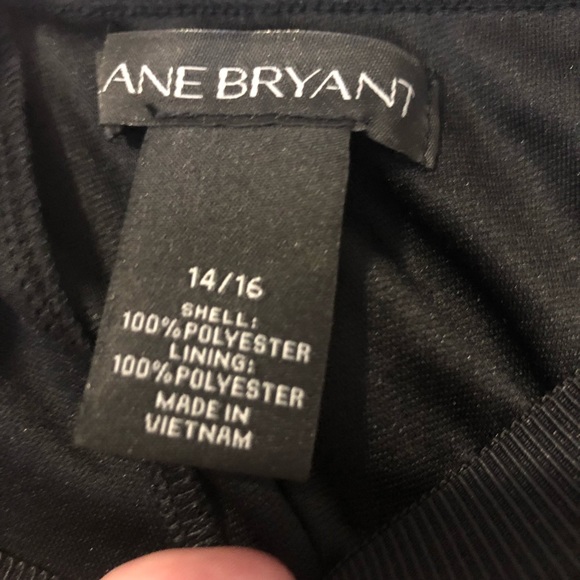 ANE BRYANT
14/16
SHELL:
100% POLYESTER
LINING:
100% POLYESTER
MADE IN
VIETNAM